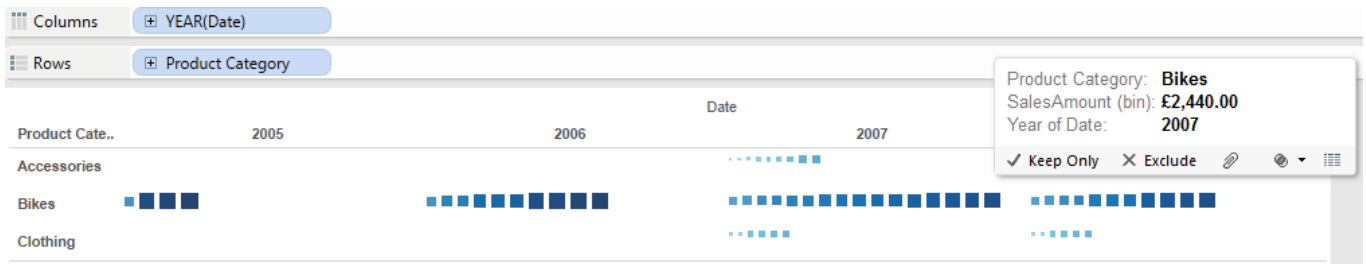 Columns YEAR(Date)
Rows Product Category
Product Category: Bikes
SalesAmount (bin): £2,440.00
Year of Date: 2007
Keep Only Exclude
Date
Product Cate.. 2005 2006 2007
Accessories
Bikes
Clothing